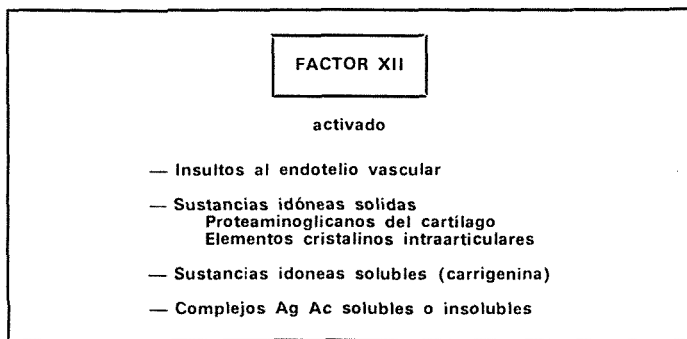 FACTOR XII
activado
— Insultos al endotelio vascular
— Sustancias idóneas solidas
Proteaminoglicanos del cartílago
Elementos cristalinos intraarticulares
— Sustancias idoneas solubles (carrigenina)
— Complejos Ag Ac solubles o insolubles